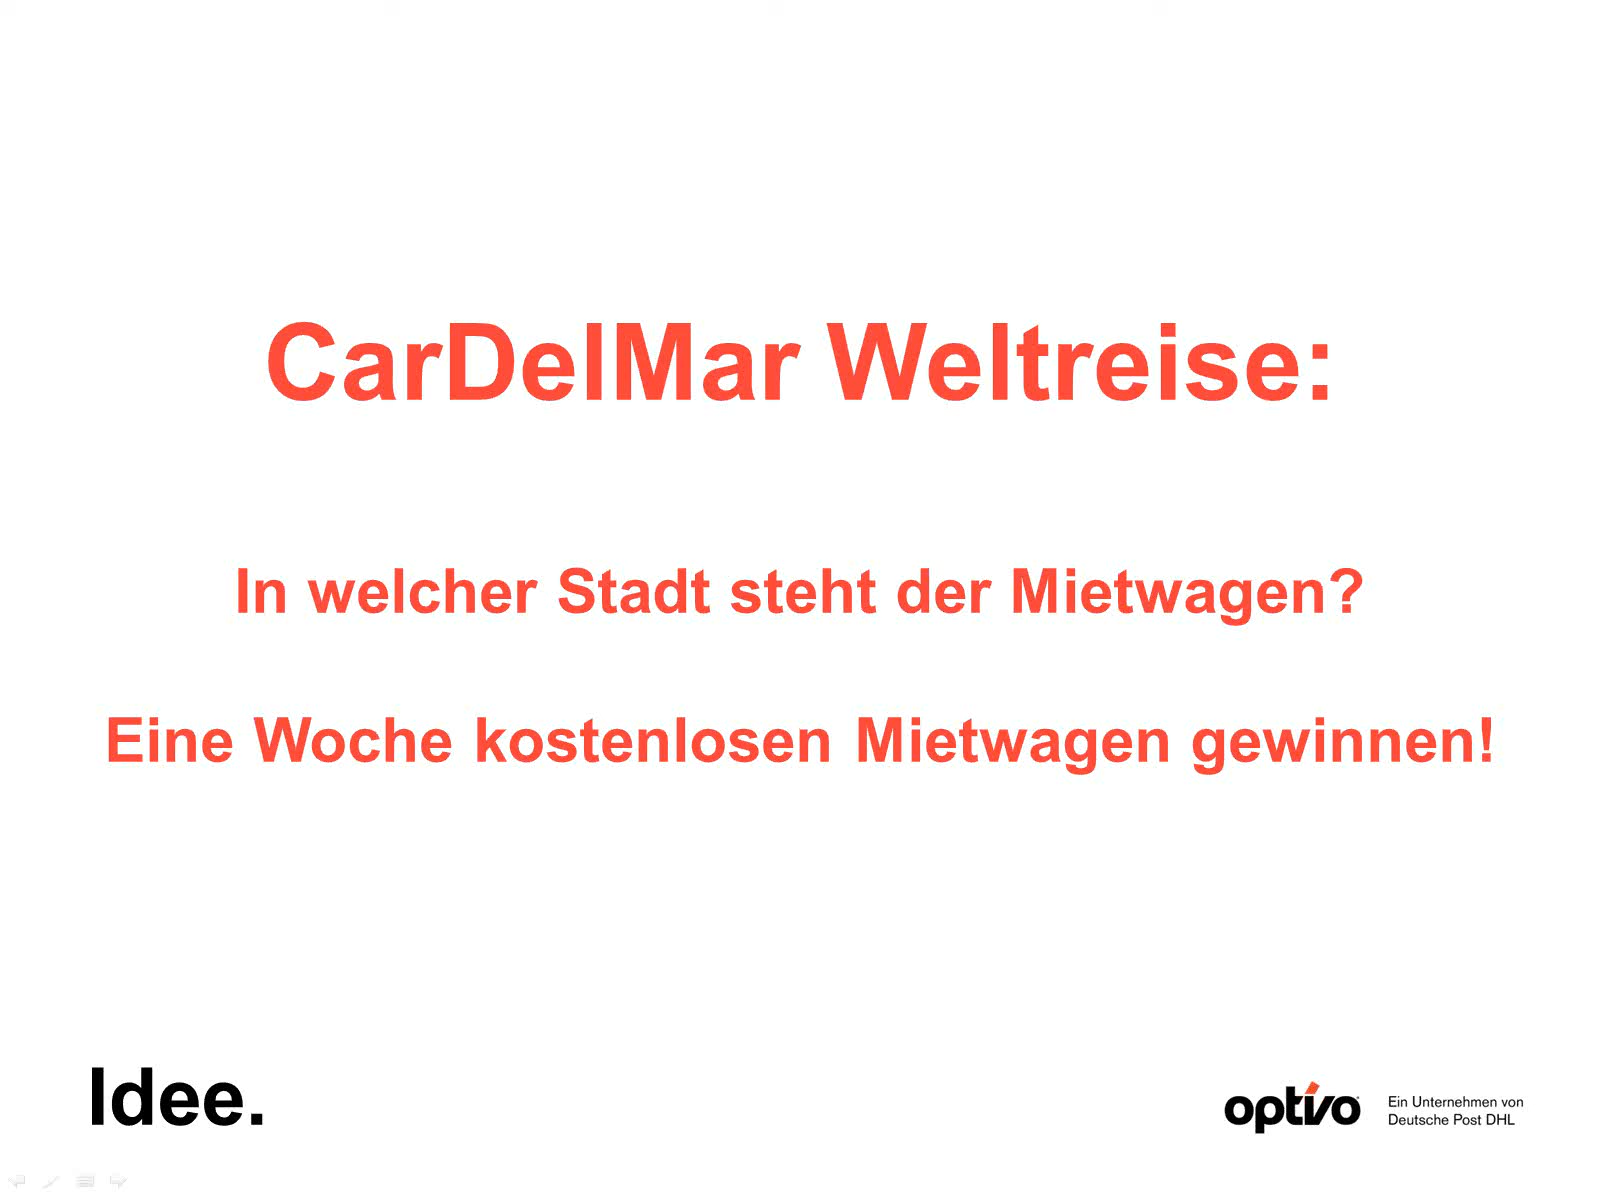 CarDelMar Weltreise:
In welcher Stadt steht der Mietwagen?
Eine Woche kostenlosen Mietwagen gewinnen!
Idee.
optivo
Ein Unternehmen von
Deutsche Post DHL